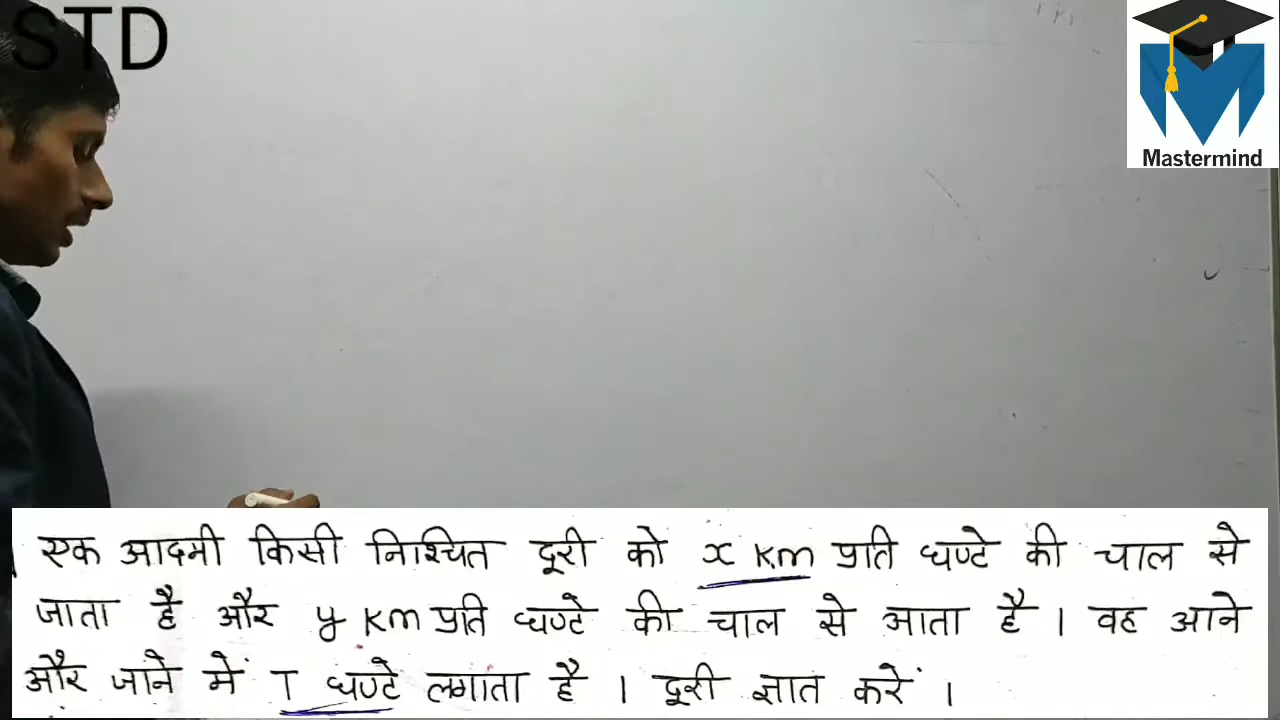 STD
Mastermind
एक आदमी किसी निश्चित दूरी को x km प्रति घण्टे की चाल से
जाता है और y km प्रति घण्टे की चाल से आता है । वह आने
और जाने में T घण्टे लगाता है । दूरी ज्ञात करें ।